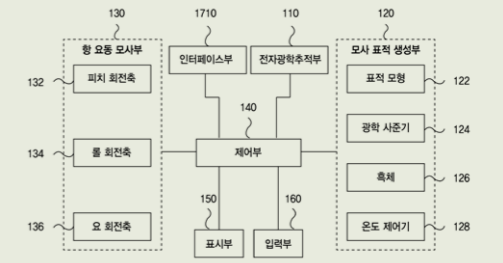 130
1710
110
120
항 요동 모사부
인터페이스부
전자광학추적부
모사 표적 생성부
132
피치 회전축
표적 모형
122
140
광학 사준기
124
134
롤 회전축
제어부
흑체
126
150
160
136
요 회전축
표시부
입력부
온도 제어기
128